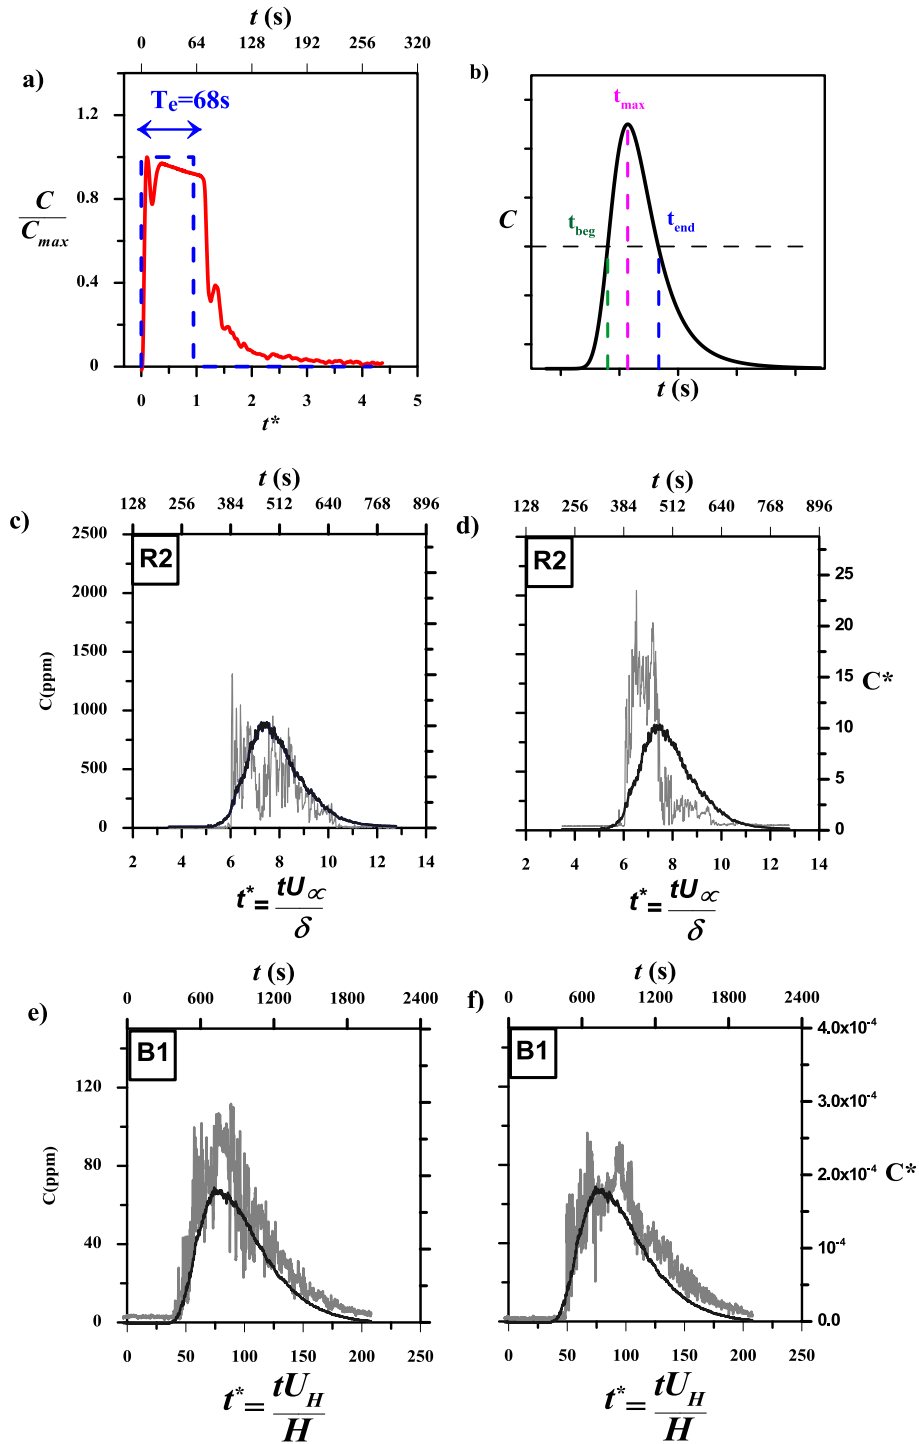 t (s)
0 64 128 192 256 320
a)
Te=68s
1.2
0.8
0.4
0
C
Cmax
0 1 2 3 4 5
t*
b)
tmax
tbeg
tend
C
t (s)
t (s)
128 256 384 512 640 768 896
c)
R2
2500
2000
1500
1000
500
0
C(ppm)
2 4 6 8 10 12 14
t* = tU∝
δ
t (s)
128 256 384 512 640 768 896
d)
R2
25
20
15
10
5
0
C*
2 4 6 8 10 12 14
t* = tU∝
δ
t (s)
0 600 1200 1800 2400
e)
B1
120
80
40
0
C(ppm)
0 50 100 150 200 250
t* = tUH
H
t (s)
0 600 1200 1800 2400
f)
B1
4.0x10-4
3.0x10-4
2.0x10-4
10-4
0.0
C*
0 50 100 150 200 250
t* = tUH
H